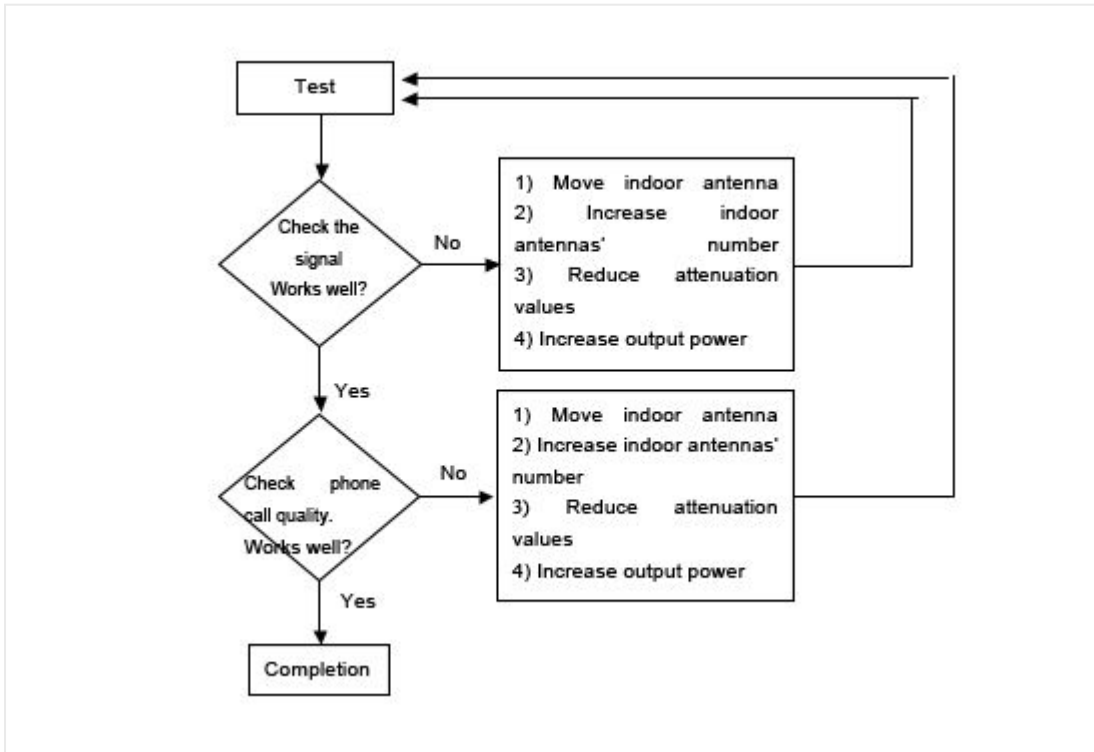 Test
Check the
signal
Works well?
No
1) Move indoor antenna
2) Increase indoor
antennas' number
3) Reduce attenuation
values
4) Increase output power
Yes
Check phone
call quality.
Works well?
No
1) Move indoor antenna
2) Increase indoor antennas'
number
3) Reduce attenuation
values
4) Increase output power
Yes
Completion